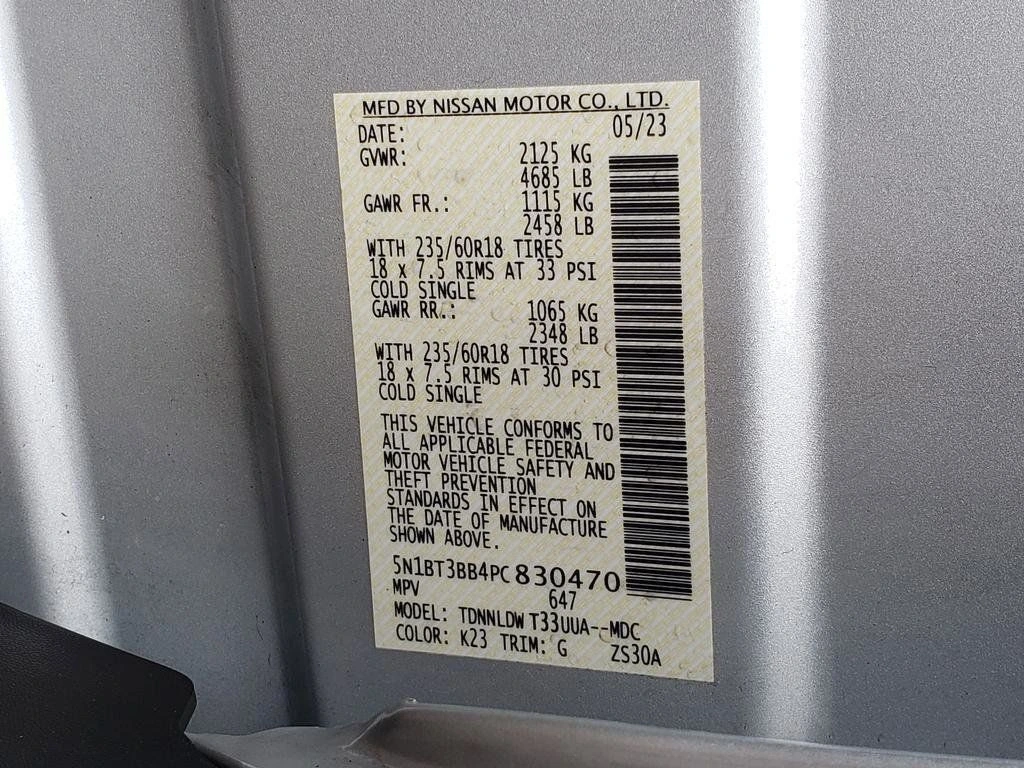 MFD BY NISSAN MOTOR CO., LTD.
DATE: 05/23
GVWR: 2125 KG
4685 LB
GAWR FR.: 1115 KG
2458 LB
WITH 235/60R18 TIRES
18 x 7.5 RIMS AT 33 PSI
COLD SINGLE
GAWR RR.: 1065 KG
2348 LB
WITH 235/60R18 TIRES
18 x 7.5 RIMS AT 30 PSI
COLD SINGLE
THIS VEHICLE CONFORMS TO
ALL APPLICABLE FEDERAL
MOTOR VEHICLE SAFETY AND
THEFT PREVENTION
STANDARDS IN EFFECT ON
THE DATE OF MANUFACTURE
SHOWN ABOVE.
5N1BT3BB4PC830470
MPV 647
MODEL: TDNNLDW T33UUA--MDC
COLOR: K23 TRIM: G ZS30A